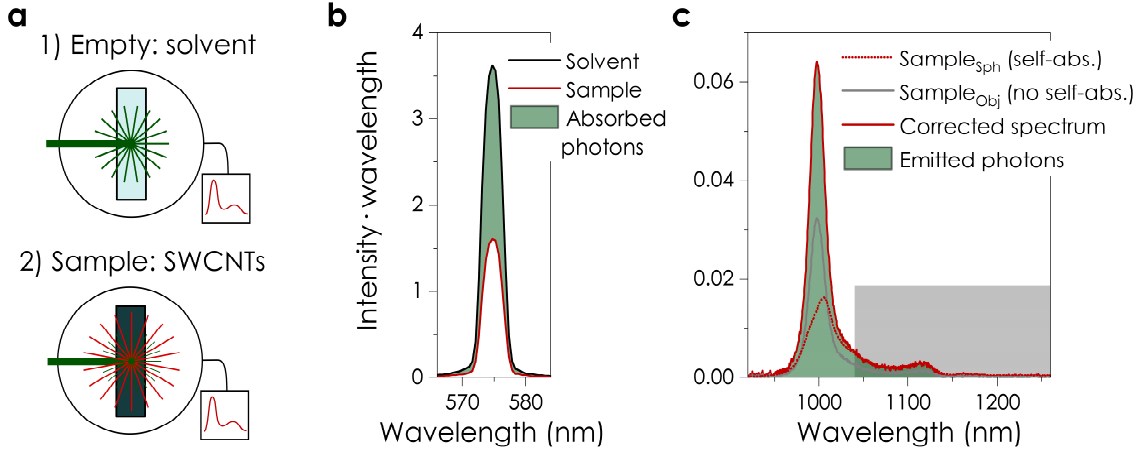 a
1) Empty: solvent
2) Sample: SWCNTs
b
Intensity·wavelength
4
3
2
1
0
Solvent
Sample
Absorbed
photons
570
580
Wavelength (nm)
c
0.06
0.04
0.02
0.00
Sample_Sph (self-abs.)
Sample_Obj (no self-abs.)
Corrected spectrum
Emitted photons
1000
1100
1200
Wavelength (nm)